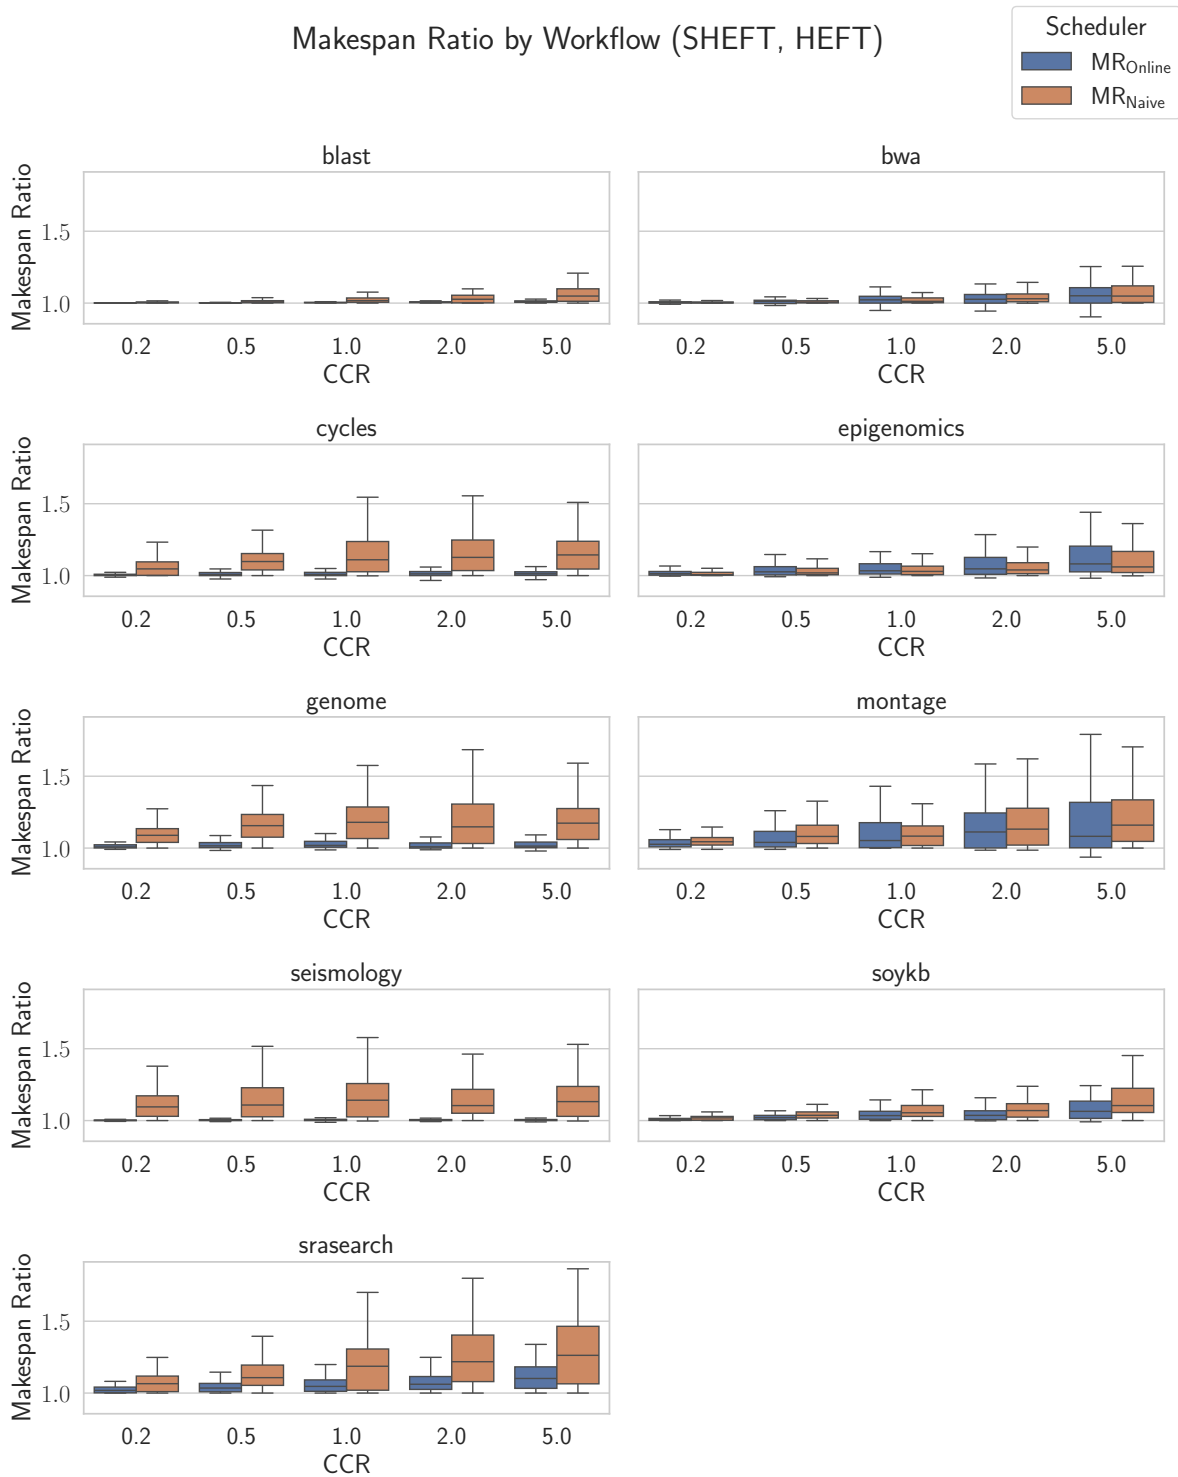 Makespan Ratio by Workflow (SHEFT, HEFT)
Scheduler
MR_Online
MR_Naive
blast
bwa
Makespan Ratio
1.5
1.0
0.2 0.5 1.0 2.0 5.0
CCR
0.2 0.5 1.0 2.0 5.0
CCR
cycles
epigenomics
Makespan Ratio
1.5
1.0
0.2 0.5 1.0 2.0 5.0
CCR
0.2 0.5 1.0 2.0 5.0
CCR
genome
montage
Makespan Ratio
1.5
1.0
0.2 0.5 1.0 2.0 5.0
CCR
0.2 0.5 1.0 2.0 5.0
CCR
seismology
soykb
Makespan Ratio
1.5
1.0
0.2 0.5 1.0 2.0 5.0
CCR
0.2 0.5 1.0 2.0 5.0
CCR
srasearch
Makespan Ratio
1.5
1.0
0.2 0.5 1.0 2.0 5.0
CCR